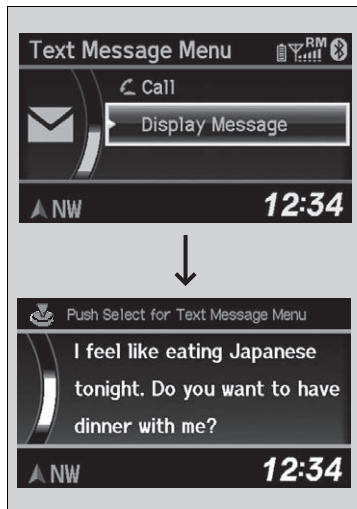 Text Message Menu RM
Call
Display Message
NW 12:34
Push Select for Text Message Menu
I feel like eating Japanese
tonight. Do you want to have
dinner with me?
NW 12:34